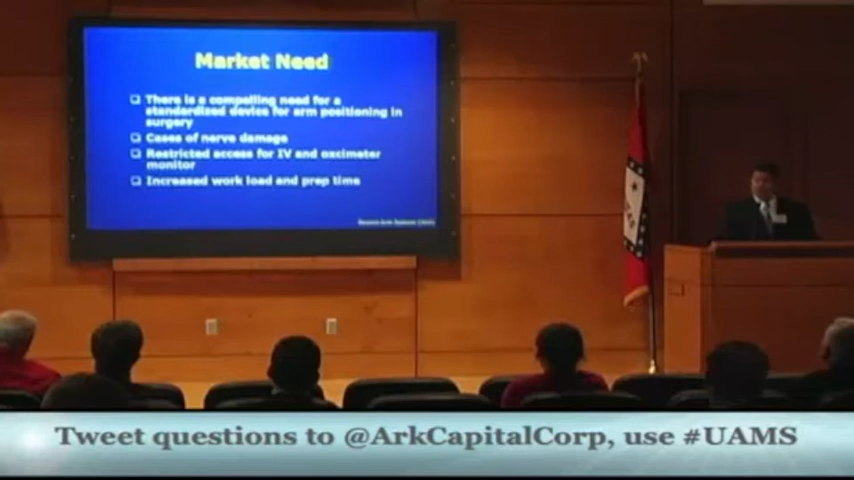 Market Need
There is a compelling need for a
standardized device for arm positioning in
surgery
Cases of nerve damage
Restricted access for IV and oximeter
monitor
Increased work load and prep time
Tweet questions to @ArkCapitalCorp, use #UAMS